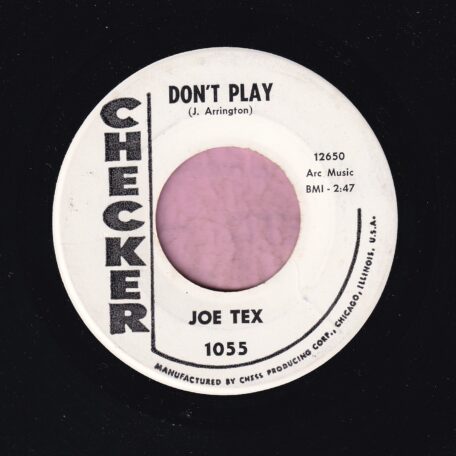 CHECKER
DON'T PLAY
(J. Arrington)
12650
Arc Music
BMI - 2:47
JOE TEX
1055
MANUFACTURED BY CHESS PRODUCING CORP., CHICAGO, ILLINOIS, U.S.A.